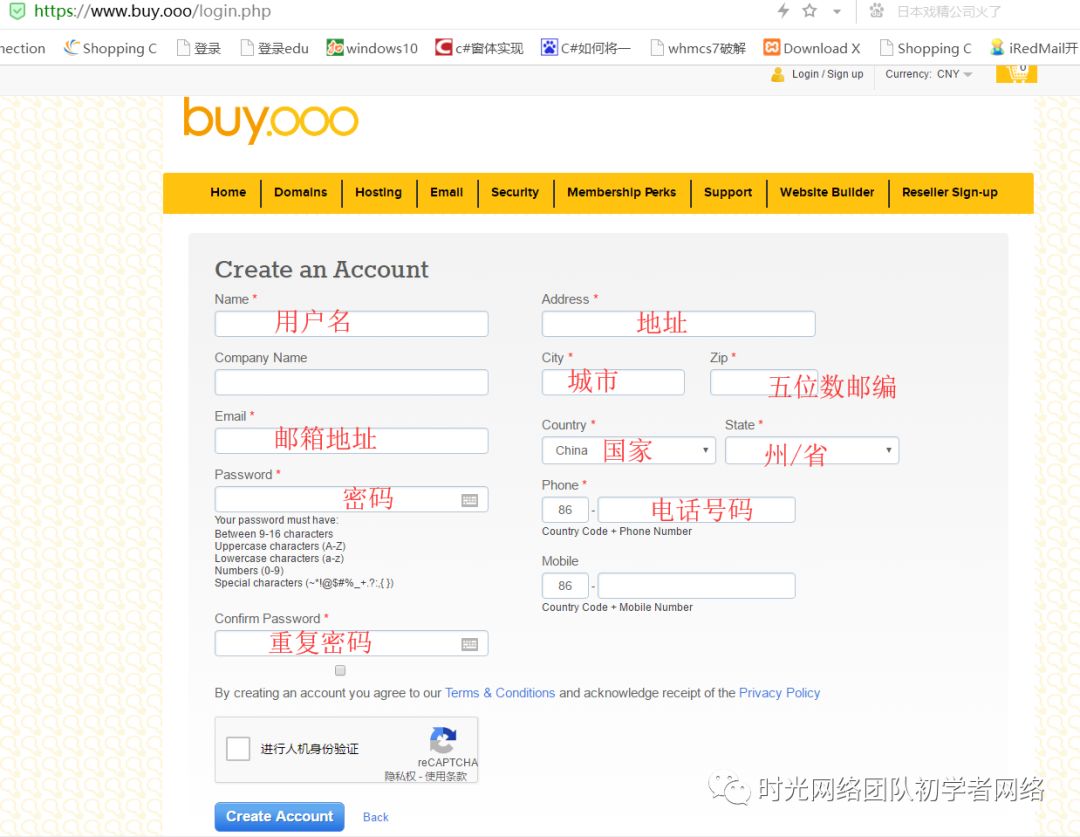 https://www.buy.ooo/login.php 日本戏精公司火了
nection Shopping C 登录 登录edu windows10 c#窗体实现 C#如何将一 whmcs7破解 Download X Shopping C iRedMail开
Login / Sign up Currency: CNY 0
buy.ooo
Home Domains Hosting Email Security Membership Perks Support Website Builder Reseller Sign-up
Create an Account
Name * Address *
用户名 地址
Company Name City * Zip *
城市 五位数邮编
Email * Country * State *
邮箱地址 China 国家 州/省
Password * Phone *
密码 86 - 电话号码
Your password must have: Country Code + Phone Number
Between 9-16 characters
Uppercase characters (A-Z)
Lowercase characters (a-z)
Numbers (0-9)
Special characters (~*!@$#%_+.?:,{ })
Mobile
86 -
Country Code + Mobile Number
Confirm Password *
重复密码
By creating an account you agree to our Terms & Conditions and acknowledge receipt of the Privacy Policy
进行人机身份验证
reCAPTCHA
隐私权 - 使用条款
时光网络团队初学者网络
Create Account Back